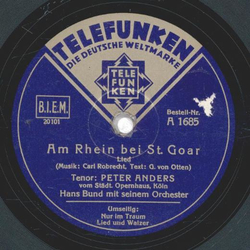 TELEFUNKEN
DIE DEUTSCHE WELTMARKE
TELE
FUN
KEN
B.I.E.M.
20101
Bestell-Nr.
A 1685
Am Rhein bei St. Goar
Lied
(Musik: Carl Robrecht, Text: G. von Otten)
Tenor: PETER ANDERS
vom Städt. Opernhaus, Köln
Hans Bund mit seinem Orchester
Umseitig:
Nur im Traum
Lied und Walzer